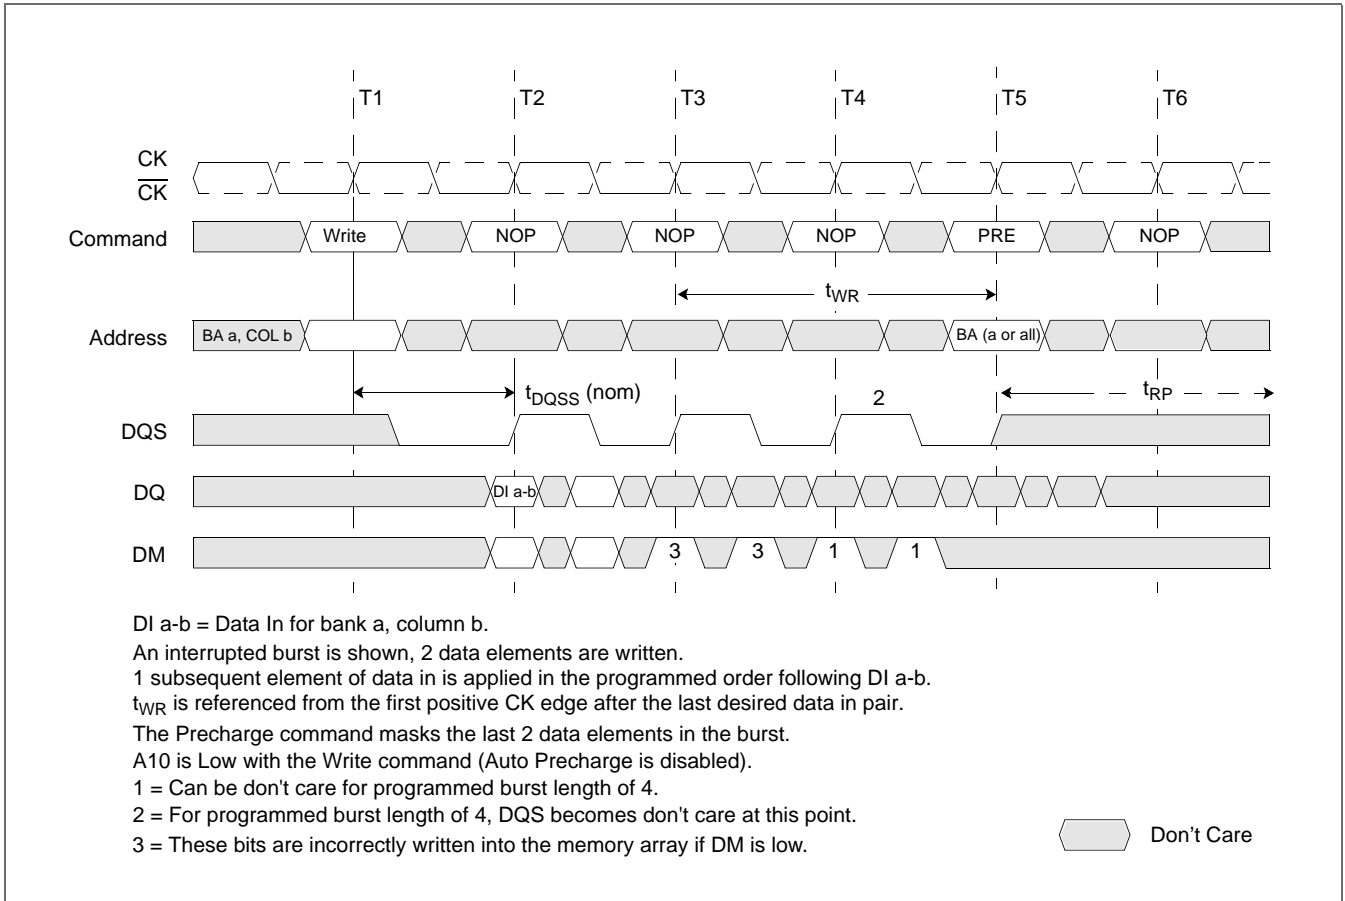 T1 T2 T3 T4 T5 T6
CK
CK
Command Write NOP NOP NOP PRE NOP
tWR
Address BA a, COL b BA (a or all)
tDQSS (nom) 2 tRP
DQS
DQ DI a-b
DM 3 3 1 1
DI a-b = Data In for bank a, column b.
An interrupted burst is shown, 2 data elements are written.
1 subsequent element of data in is applied in the programmed order following DI a-b.
tWR is referenced from the first positive CK edge after the last desired data in pair.
The Precharge command masks the last 2 data elements in the burst.
A10 is Low with the Write command (Auto Precharge is disabled).
1 = Can be don't care for programmed burst length of 4.
2 = For programmed burst length of 4, DQS becomes don't care at this point.
3 = These bits are incorrectly written into the memory array if DM is low.
Don't Care